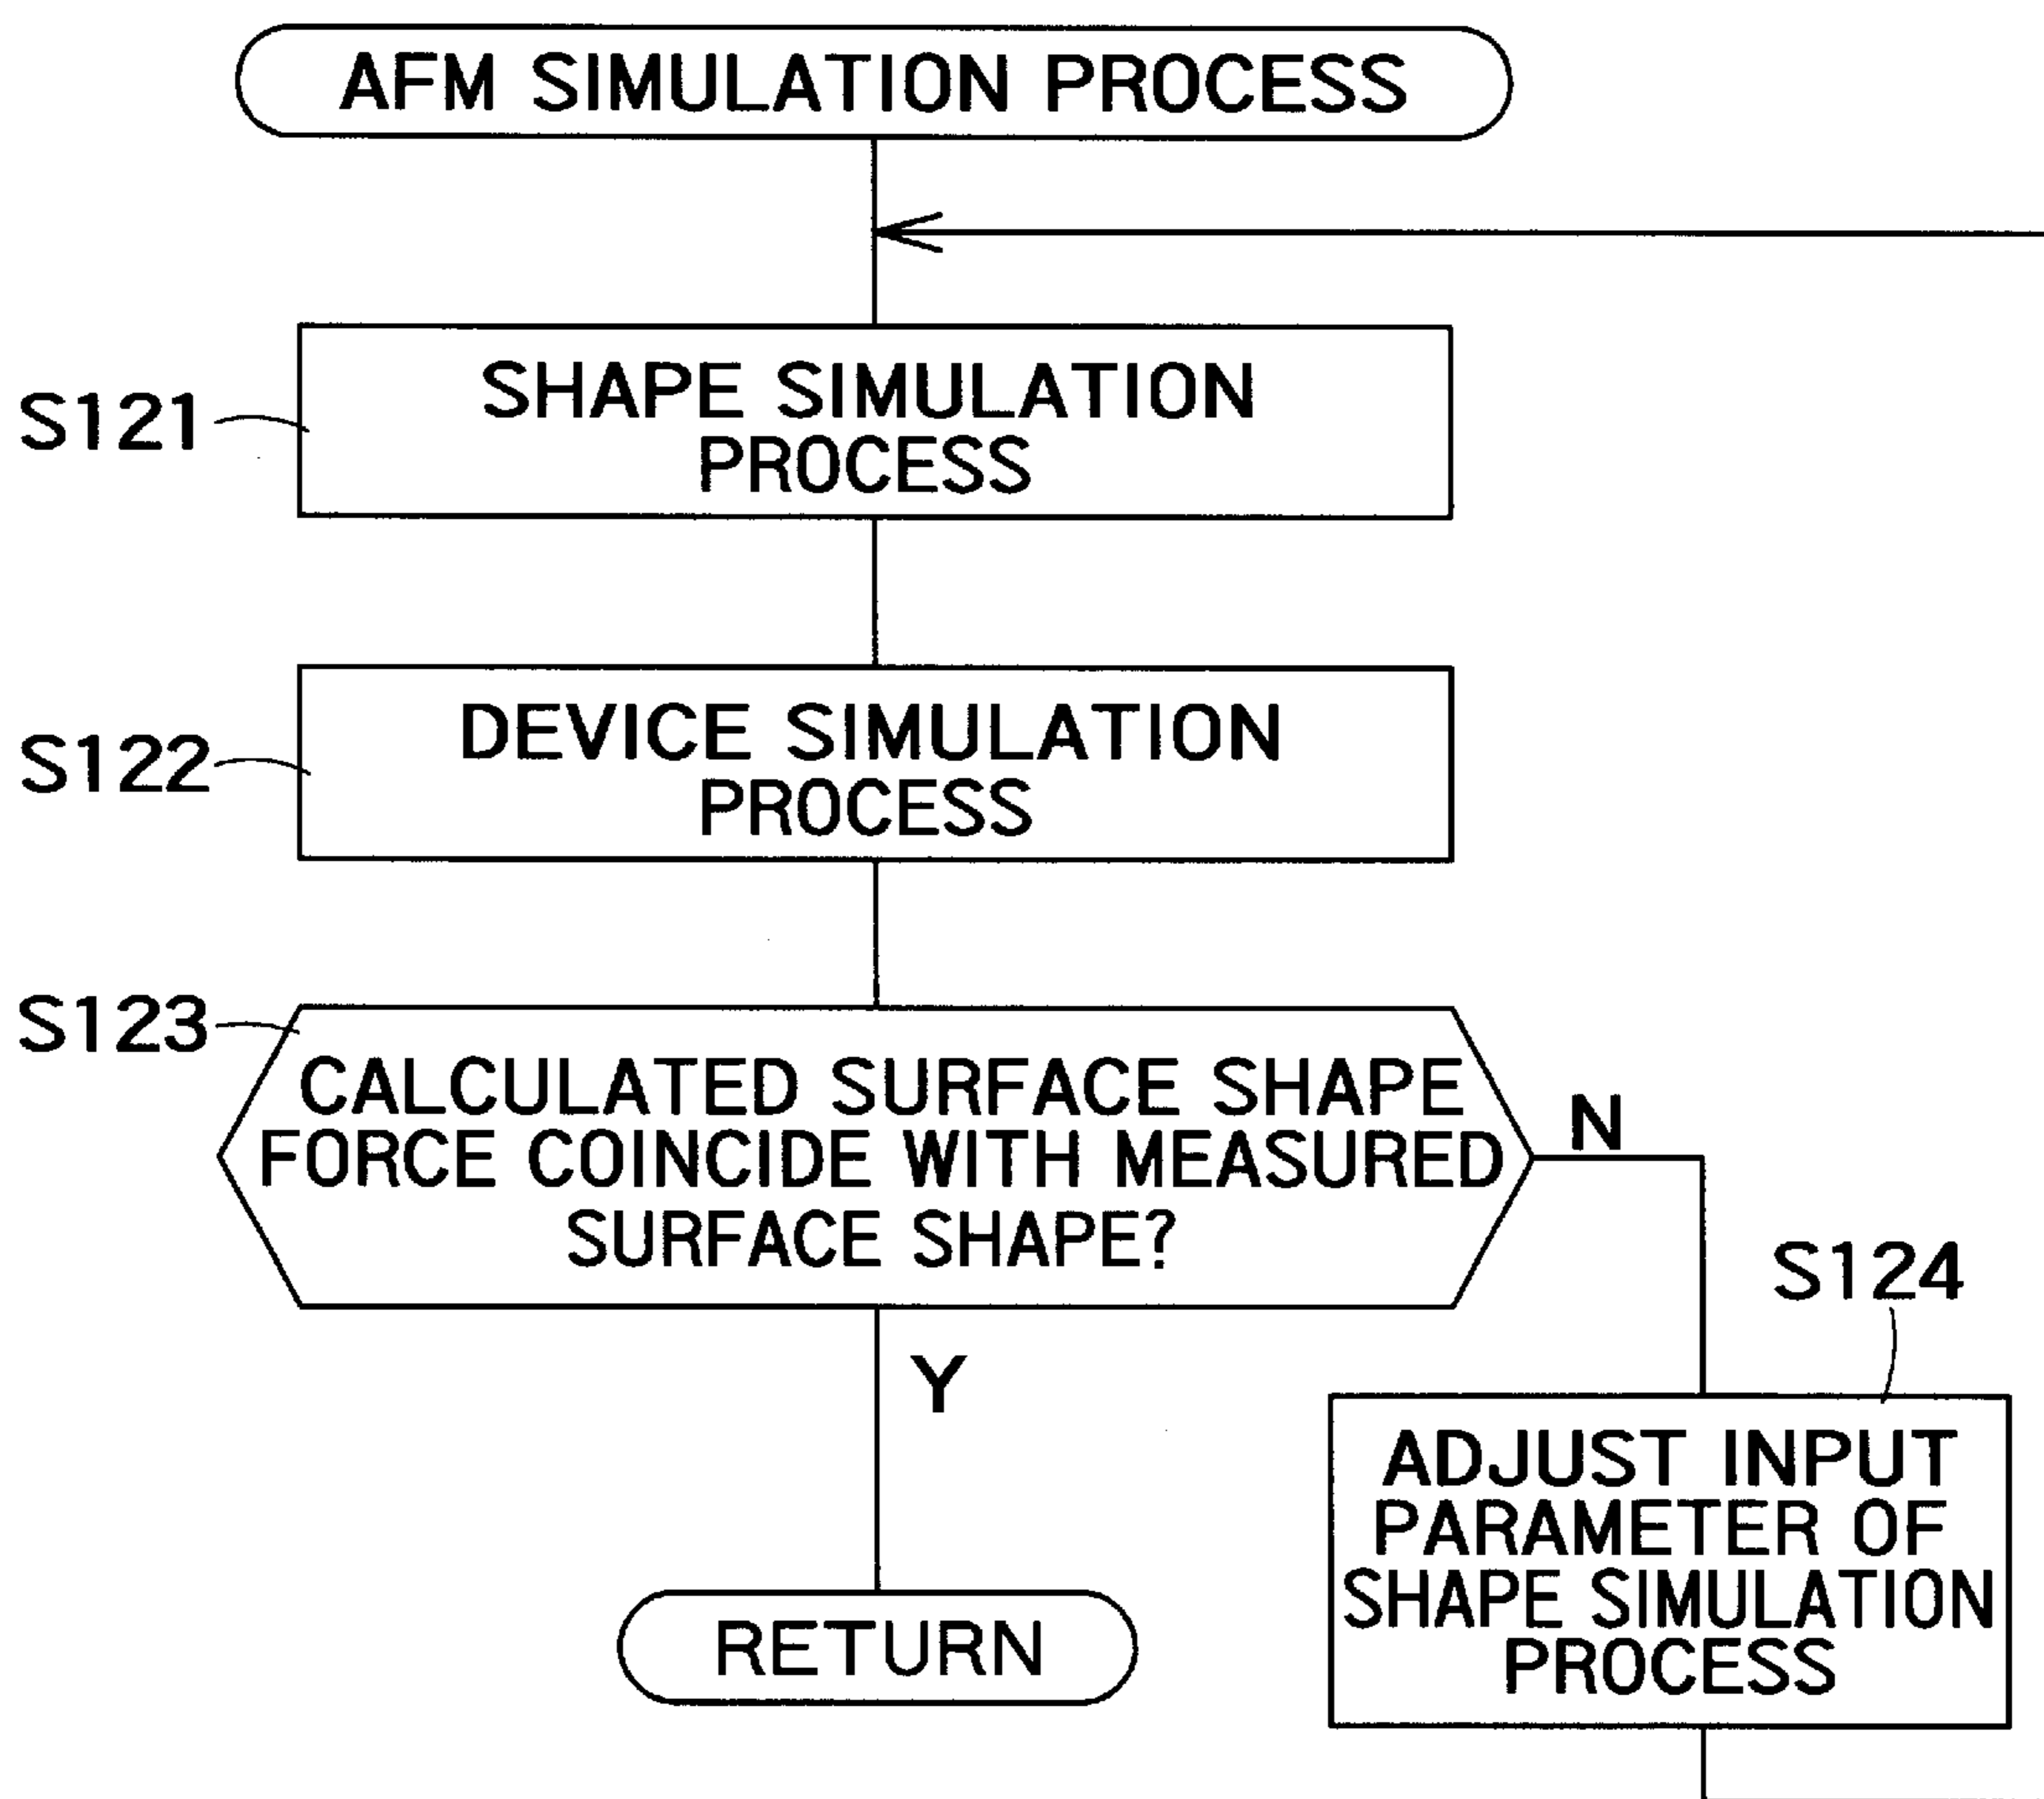 AFM SIMULATION PROCESS
S121
SHAPE SIMULATION
PROCESS
S122
DEVICE SIMULATION
PROCESS
S123
CALCULATED SURFACE SHAPE
FORCE COINCIDE WITH MEASURED
SURFACE SHAPE?
N
Y
S124
ADJUST INPUT
PARAMETER OF
SHAPE SIMULATION
PROCESS
RETURN